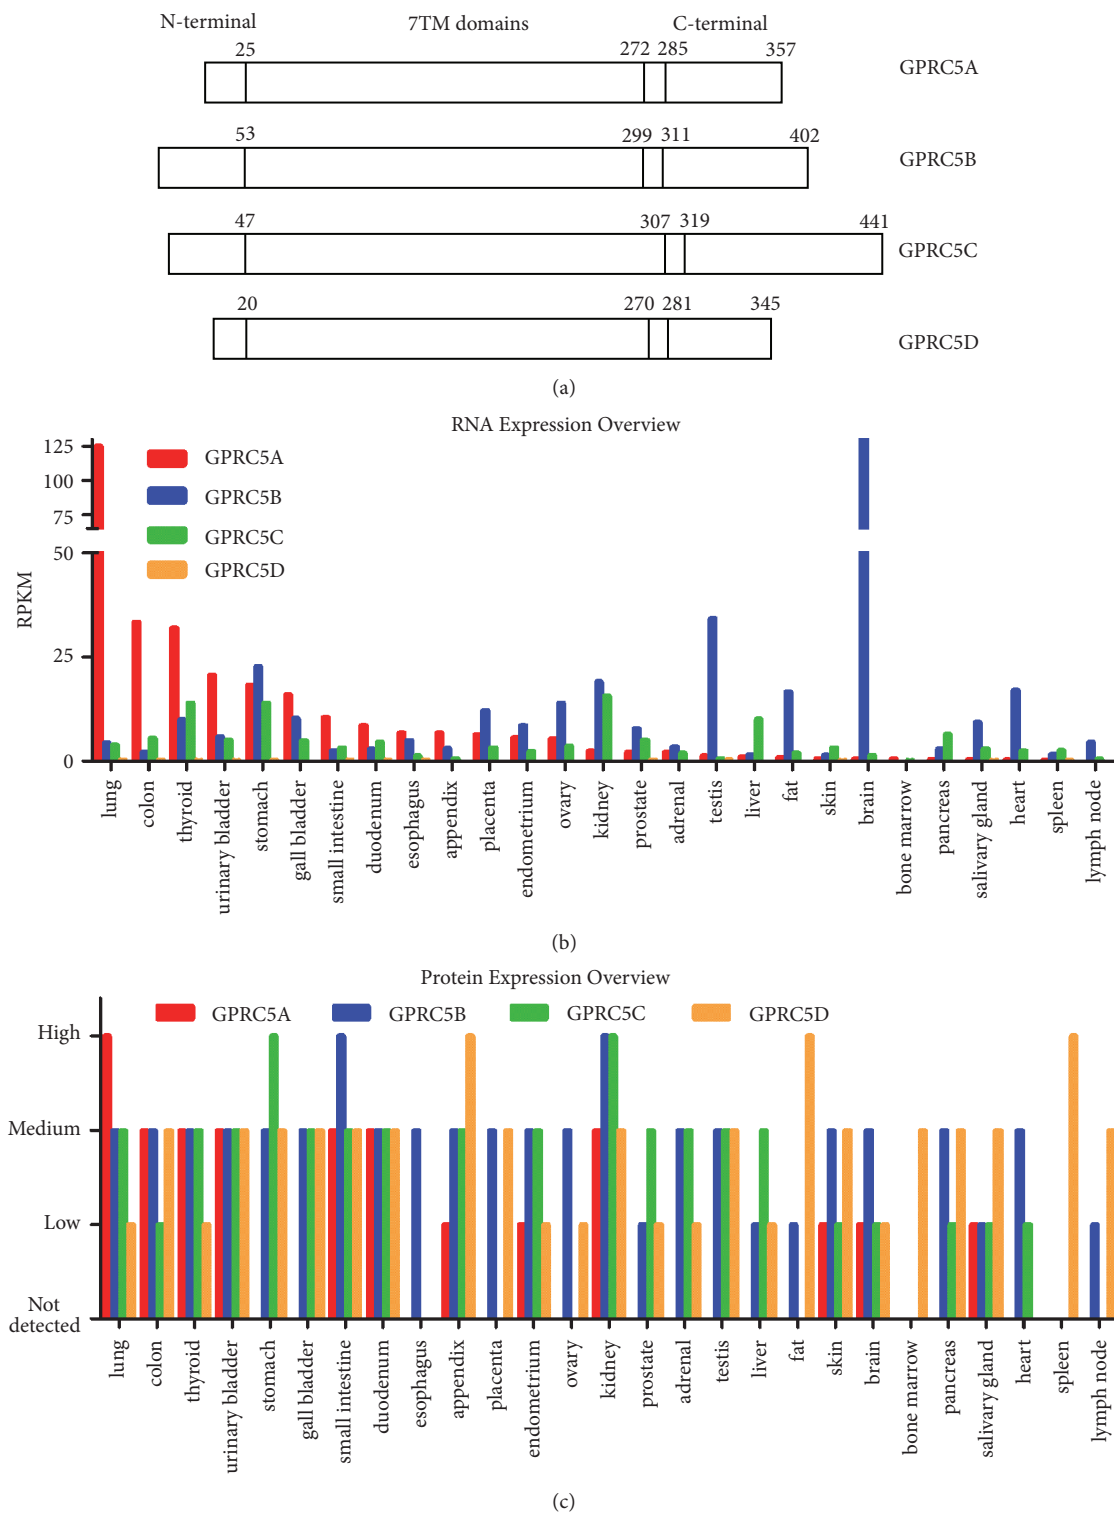 N-terminal 7TM domains C-terminal
25 272 285 357
GPRC5A
53 299 311 402
GPRC5B
47 307 319 441
GPRC5C
20 270 281 345
GPRC5D
(a)
RNA Expression Overview
RPKM
125
100
75
50
25
0
GPRC5A
GPRC5B
GPRC5C
GPRC5D
lung
colon
thyroid
urinary bladder
stomach
gall bladder
small intestine
duodenum
esophagus
appendix
placenta
endometrium
ovary
kidney
prostate
adrenal
testis
liver
fat
skin
brain
bone marrow
pancreas
salivary gland
heart
spleen
lymph node
(b)
Protein Expression Overview
GPRC5A GPRC5B GPRC5C GPRC5D
High
Medium
Low
Not
detected
lung
colon
thyroid
urinary bladder
stomach
gall bladder
small intestine
duodenum
esophagus
appendix
placenta
endometrium
ovary
kidney
prostate
adrenal
testis
liver
fat
skin
brain
bone marrow
pancreas
salivary gland
heart
spleen
lymph node
(c)